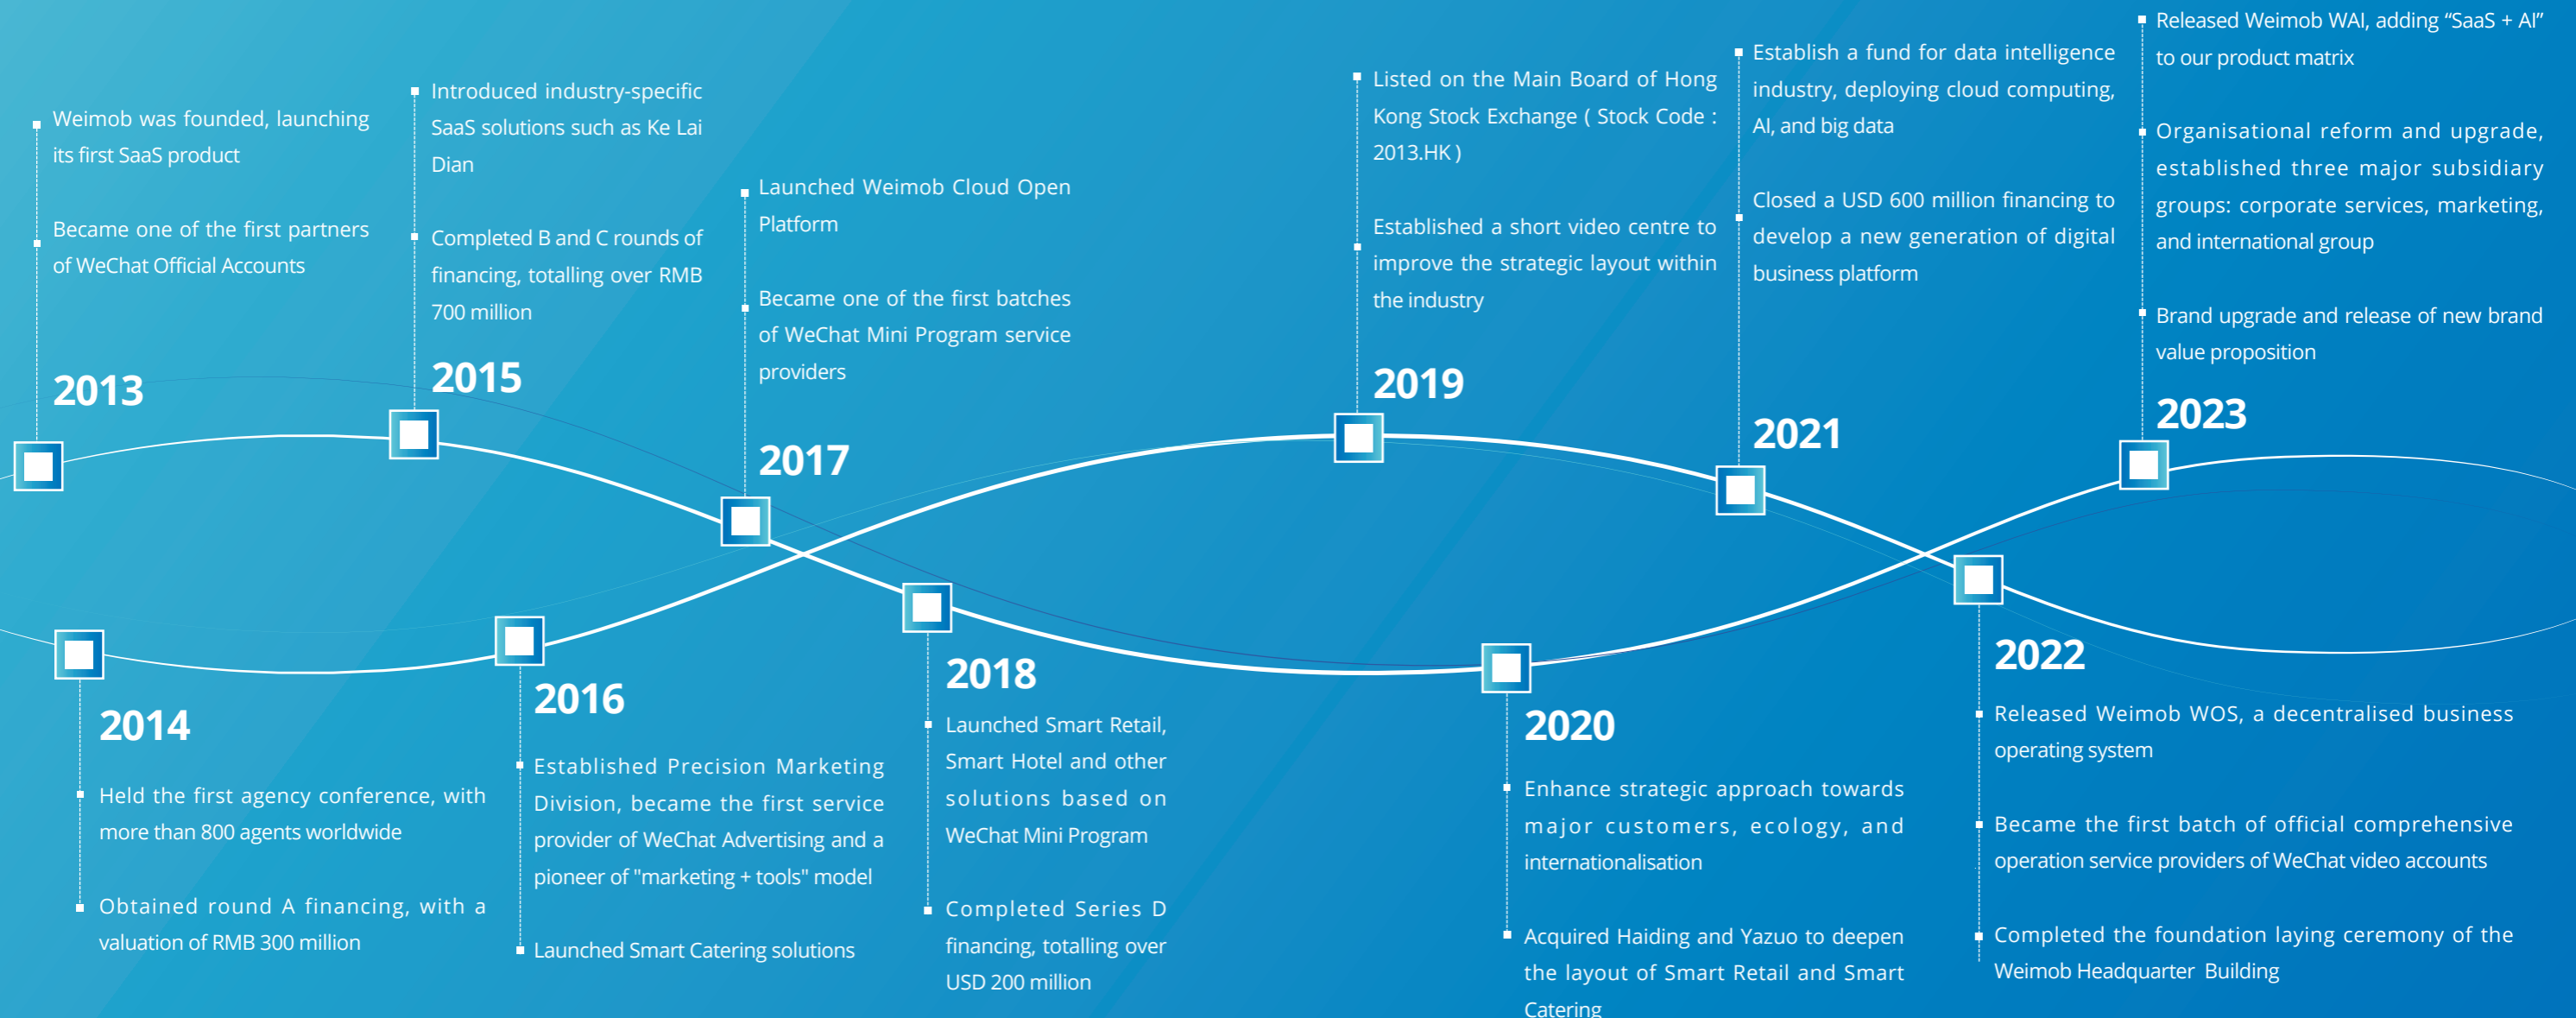 Weimob was founded, launching
its first SaaS product
Became one of the first partners
of WeChat Official Accounts
2013
2014
Held the first agency conference, with
more than 800 agents worldwide
Obtained round A financing, with a
valuation of RMB 300 million
Introduced industry-specific
SaaS solutions such as Ke Lai
Dian
Completed B and C rounds of
financing, totalling over RMB
700 million
2015
2016
Established Precision Marketing
Division, became the first service
provider of WeChat Advertising and a
pioneer of "marketing + tools" model
Launched Smart Catering solutions
Launched Weimob Cloud Open
Platform
Became one of the first batches
of WeChat Mini Program service
providers
2017
2018
Launched Smart Retail,
Smart Hotel and other
solutions based on
WeChat Mini Program
Completed Series D
financing, totalling over
USD 200 million
Listed on the Main Board of Hong
Kong Stock Exchange ( Stock Code :
2013.HK )
Established a short video centre to
improve the strategic layout within
the industry
2019
2020
Enhance strategic approach towards
major customers, ecology, and
internationalisation
Acquired Haiding and Yazuo to deepen
the layout of Smart Retail and Smart
Catering
Establish a fund for data intelligence
industry, deploying cloud computing,
AI, and big data
Closed a USD 600 million financing to
develop a new generation of digital
business platform
2021
2022
Released Weimob WOS, a decentralised business
operating system
Became the first batch of official comprehensive
operation service providers of WeChat video accounts
Completed the foundation laying ceremony of the
Weimob Headquarter Building
Released Weimob WAI, adding “SaaS + AI”
to our product matrix
Organisational reform and upgrade,
established three major subsidiary
groups: corporate services, marketing,
and international group
Brand upgrade and release of new brand
value proposition
2023